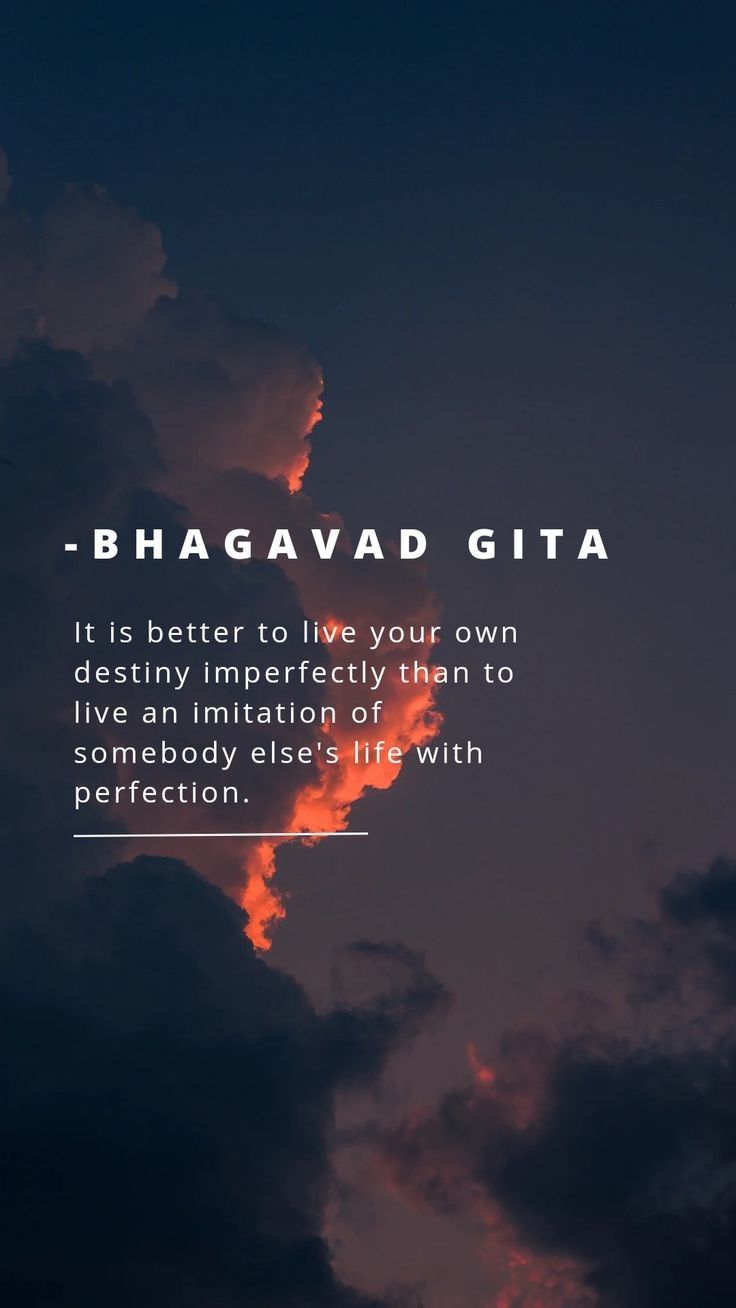 -BHAGAVAD GITA
It is better to live your own
destiny imperfectly than to
live an imitation of
somebody else's life with
perfection.